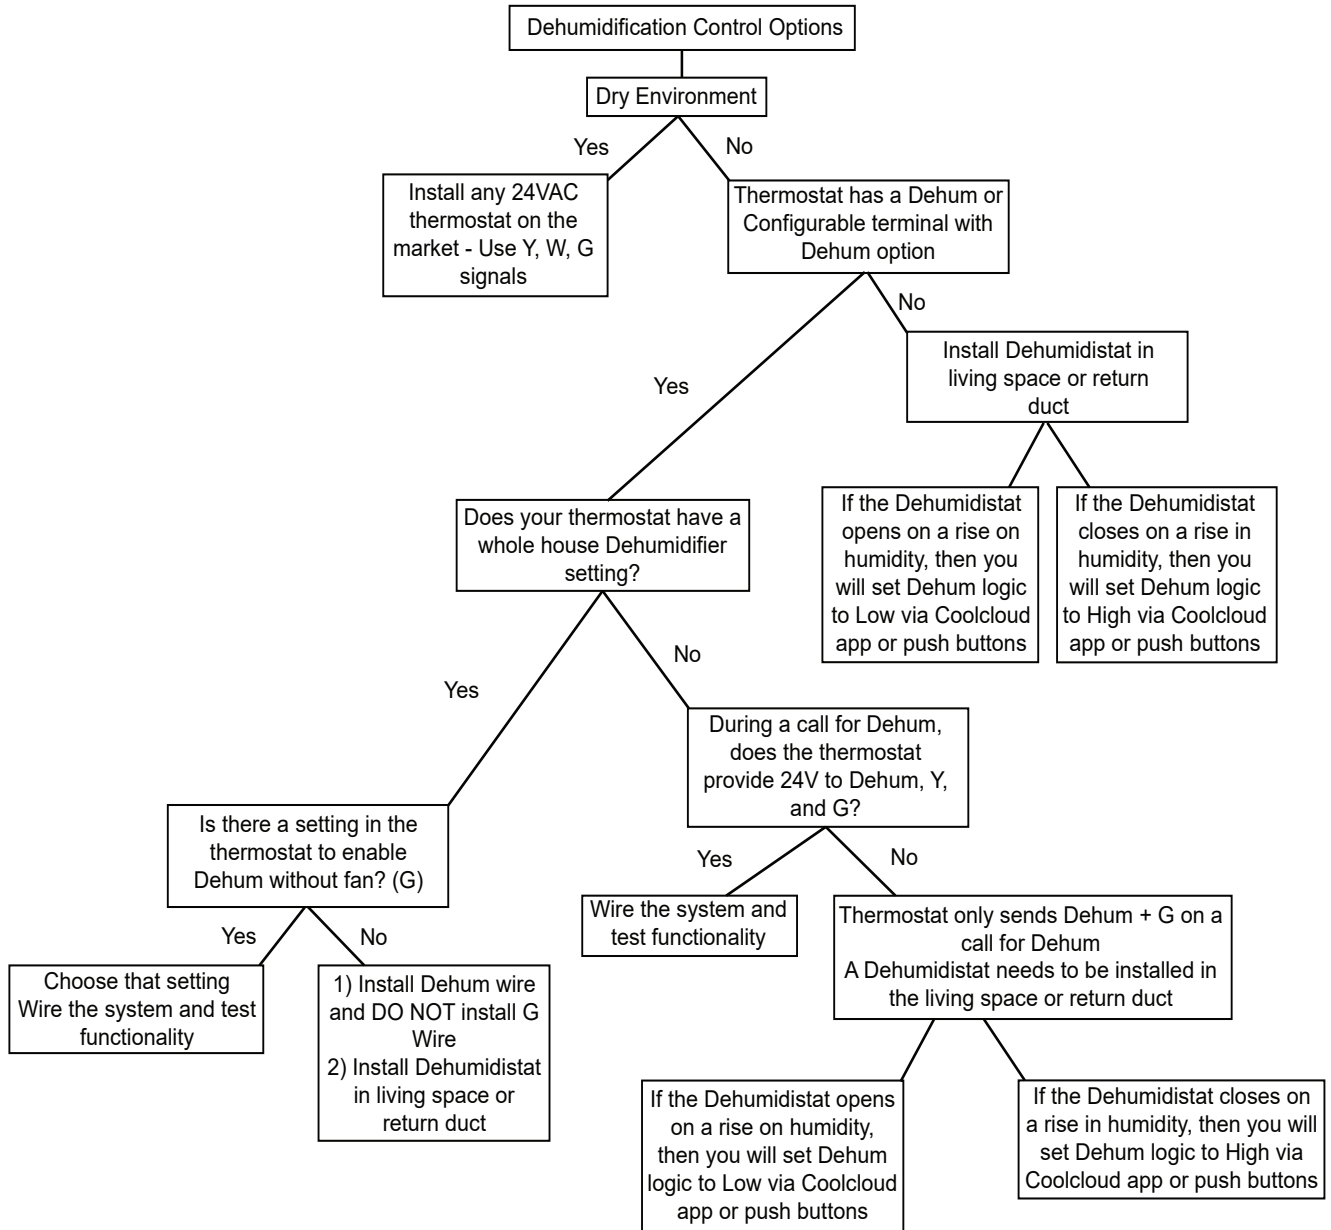 Dehumidification Control Options
Dry Environment
Yes
No
Install any 24VAC
thermostat on the
market - Use Y, W, G
signals
Thermostat has a Dehum or
Configurable terminal with
Dehum option
Yes
No
Install Dehumidistat in
living space or return
duct
If the Dehumidistat
opens on a rise on
humidity, then you
will set Dehum logic
to Low via Coolcloud
app or push buttons
If the Dehumidistat
closes on a rise in
humidity, then you
will set Dehum logic
to High via Coolcloud
app or push buttons
Does your thermostat have a
whole house Dehumidifier
setting?
Yes
No
Is there a setting in the
thermostat to enable
Dehum without fan? (G)
Yes
No
Choose that setting
Wire the system and test
functionality
1) Install Dehum wire
and DO NOT install G
Wire
2) Install Dehumidistat
in living space or
return duct
During a call for Dehum,
does the thermostat
provide 24V to Dehum, Y,
and G?
Yes
No
Wire the system and
test functionality
Thermostat only sends Dehum + G on a
call for Dehum
A Dehumidistat needs to be installed in
the living space or return duct
If the Dehumidistat opens
on a rise on humidity,
then you will set Dehum
logic to Low via Coolcloud
app or push buttons
If the Dehumidistat closes on
a rise in humidity, then you will
set Dehum logic to High via
Coolcloud app or push buttons